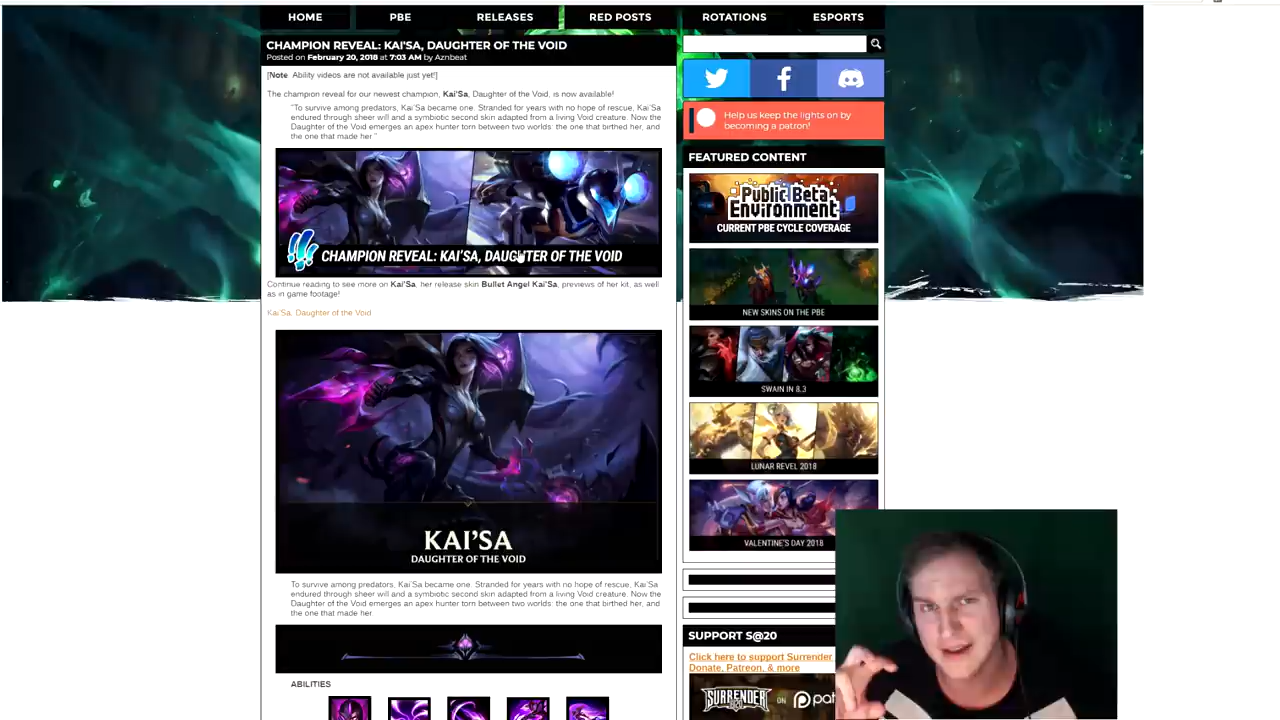 HOME PBE RELEASES RED POSTS ROTATIONS ESPORTS
CHAMPION REVEAL: KAI'SA, DAUGHTER OF THE VOID
Posted on February 20, 2018 at 7:03 AM by Aznbeat
[Note: Ability videos are not available just yet!]
The champion reveal for our newest champion, Kai'Sa, Daughter of the Void, is now available!
"To survive among predators, Kai'Sa became one. Stranded for years with no hope of rescue, Kai'Sa
endured through sheer will and a symbiotic second skin adapted from a living Void creature. Now the
Daughter of the Void emerges an apex hunter torn between two worlds: the one that birthed her, and
the one that made her."
CHAMPION REVEAL: KAI'SA, DAUGHTER OF THE VOID
Continue reading to see more on Kai'Sa, her release skin Bullet Angel Kai'Sa, previews of her kit, as well
as in game footage!
Kai'Sa, Daughter of the Void
KAI'SA
DAUGHTER OF THE VOID
To survive among predators, Kai'Sa became one. Stranded for years with no hope of rescue, Kai'Sa
endured through sheer will and a symbiotic second skin adapted from a living Void creature. Now the
Daughter of the Void emerges an apex hunter torn between two worlds: the one that birthed her, and
the one that made her.
ABILITIES
Help us keep the lights on by
becoming a patron!
FEATURED CONTENT
Public Beta
Environment
CURRENT PBE CYCLE COVERAGE
NEW SKINS ON THE PBE
SWAIN IN 8.3
LUNAR REVEL 2018
VALENTINE'S DAY 2018
SUPPORT S@20
Click here to support Surrender
Donate, Patreon, & more
SURRENDER ON pat